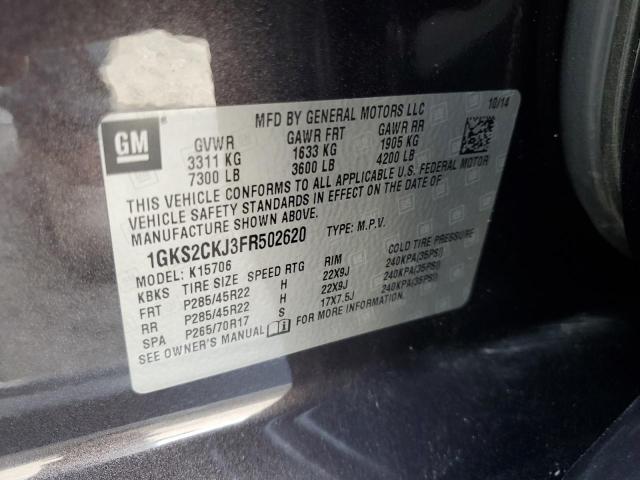 MFD BY GENERAL MOTORS LLC 10/14
GM
GVWR GAWR FRT GAWR RR
3311 KG 1633 KG 1905 KG
7300 LB 3600 LB 4200 LB
THIS VEHICLE CONFORMS TO ALL APPLICABLE U.S. FEDERAL MOTOR
VEHICLE SAFETY STANDARDS IN EFFECT ON THE DATE OF
MANUFACTURE SHOWN ABOVE.
1GKS2CKJ3FR502620 TYPE: M.P.V.
MODEL: K15706
KBKS TIRE SIZE SPEED RTG RIM COLD TIRE PRESSURE
FRT P285/45R22 H 22X9J 240KPA(35PSI)
RR P285/45R22 H 22X9J 240KPA(35PSI)
SPA P265/70R17 S 17X7.5J 240KPA(35PSI)
SEE OWNER'S MANUAL FOR MORE INFORMATION